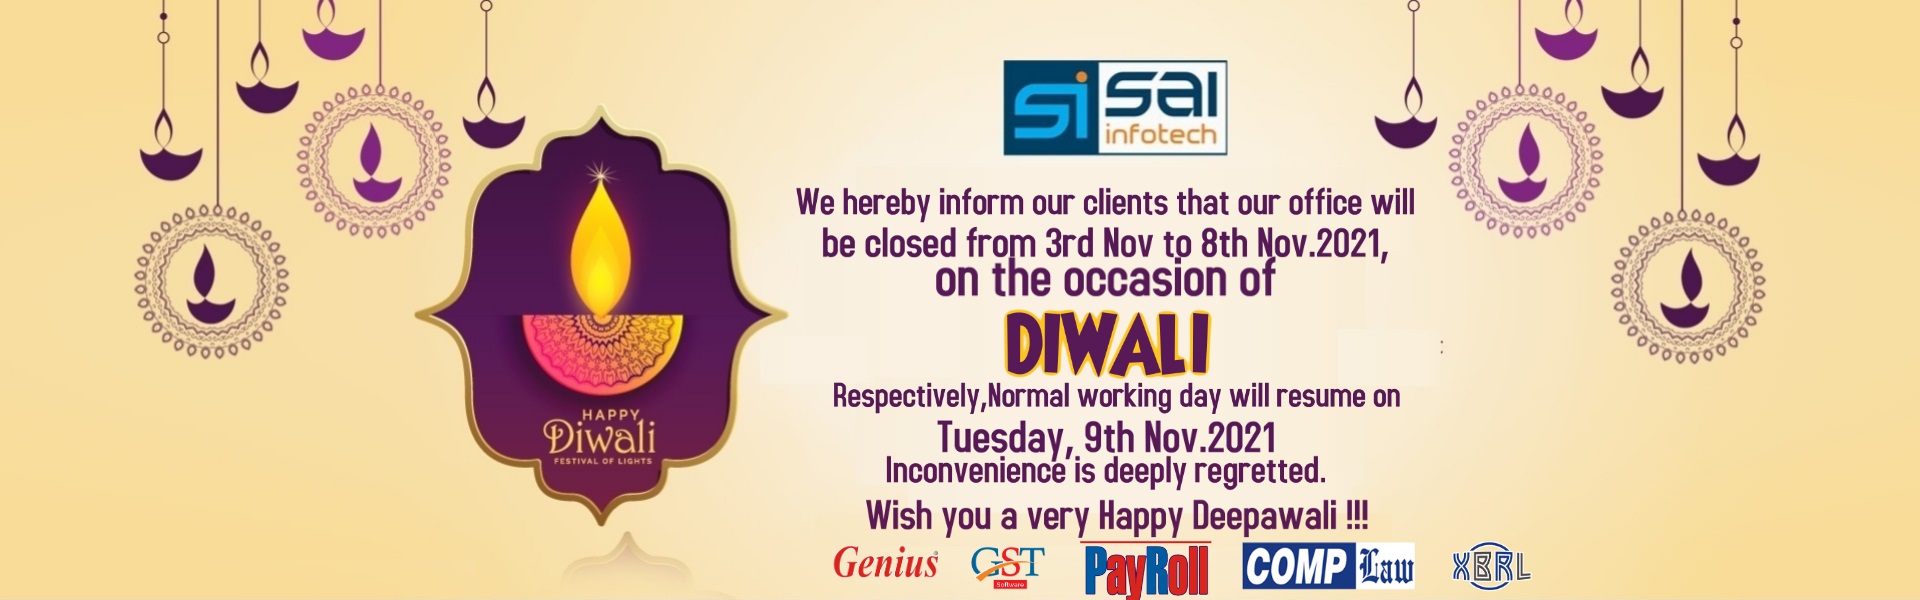 Si sai
infotech
We hereby inform our clients that our office will
be closed from 3rd Nov to 8th Nov.2021,
on the occasion of
DIWALI
:
Respectively,Normal working day will resume on
Tuesday, 9th Nov.2021
Inconvenience is deeply regretted.
Wish you a very Happy Deepawali !!!
HAPPY
Diwali
FESTIVAL OF LIGHTS
Genius® GST Software PayRoll COMP Law XBRL